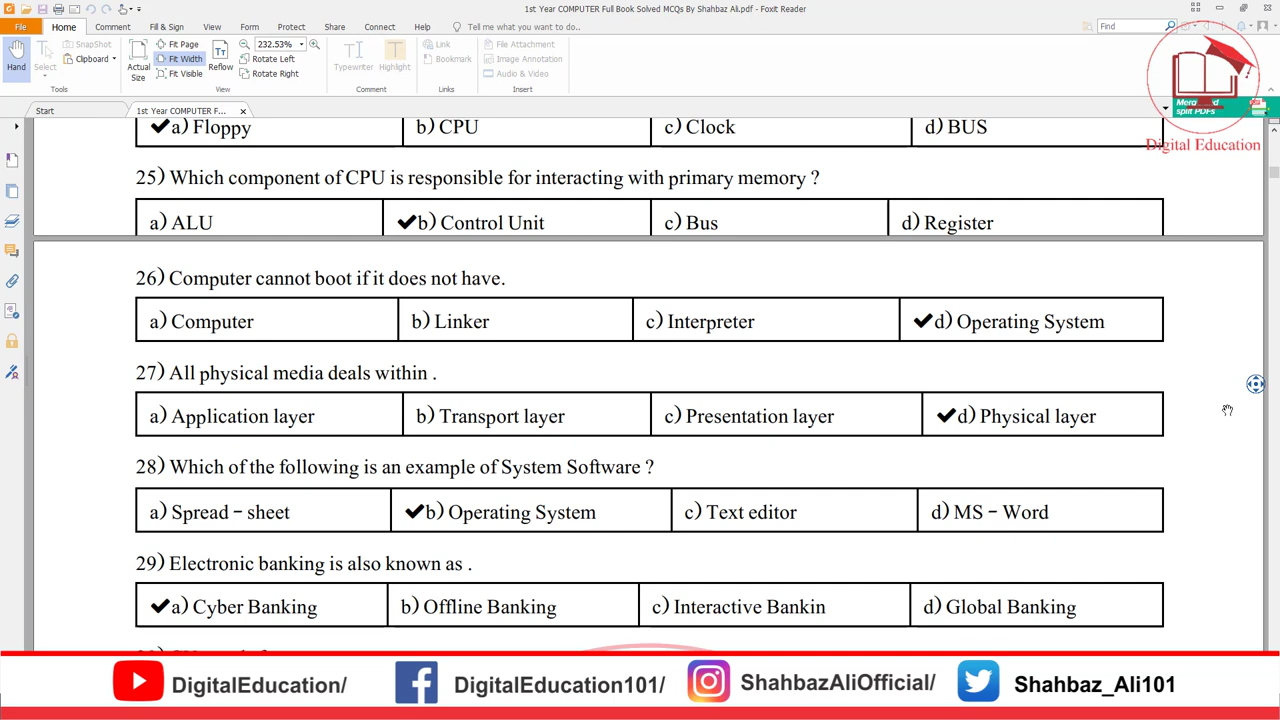 1st Year COMPUTER Full Book Solved MCQs By Shahbaz Ali.pdf - Foxit Reader
File Home Comment View Form Protect Share Connect Help Tell me what you want to do.. Find
Hand Select SnapShot Clipboard Actual Size Fit Page Fit Width Fit Visible Reflow 232.53% Rotate Left Rotate Right Typewriter Highlight Link Bookmark File Attachment Image Annotation Audio & Video
Tools View Comment Links Insert
Start 1st Year COMPUTER F...
split PDFs
Digital Education
✔a) Floppy b) CPU c) Clock d) BUS
25) Which component of CPU is responsible for interacting with primary memory ?
a) ALU ✔b) Control Unit c) Bus d) Register
26) Computer cannot boot if it does not have.
a) Computer b) Linker c) Interpreter ✔d) Operating System
27) All physical media deals within .
a) Application layer b) Transport layer c) Presentation layer ✔d) Physical layer
28) Which of the following is an example of System Software ?
a) Spread - sheet ✔b) Operating System c) Text editor d) MS - Word
29) Electronic banking is also known as .
✔a) Cyber Banking b) Offline Banking c) Interactive Bankin d) Global Banking
DigitalEducation/ DigitalEducation101/ ShahbazAliOfficial/ Shahbaz_Ali101